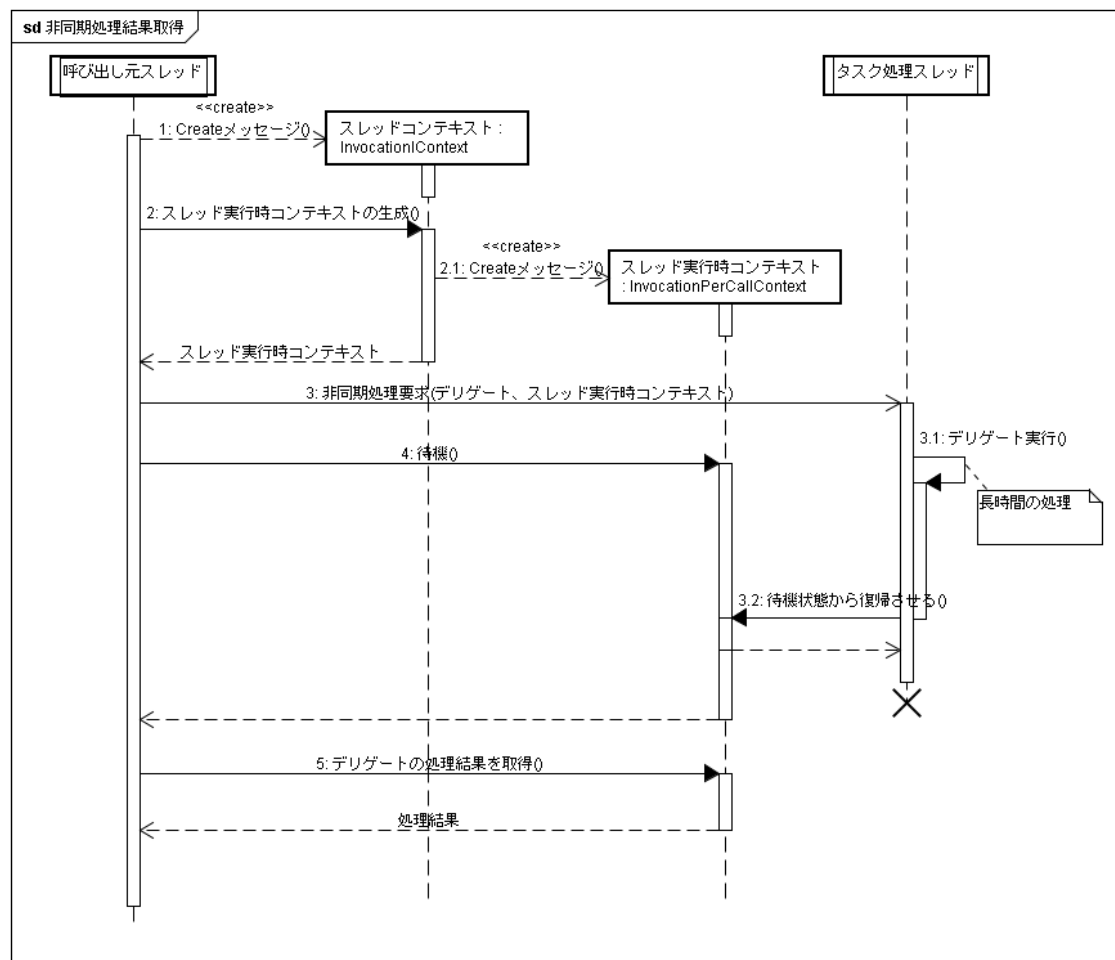 sd 非同期処理結果取得
呼び出し元スレッド
タスク処理スレッド
<<create>>
1: Createメッセージ()
スレッドコンテキスト :
InvocationlContext
2: スレッド実行時コンテキストの生成()
<<create>>
2.1: Createメッセージ()
スレッド実行時コンテキスト
: InvocationPerCallContext
スレッド実行時コンテキスト
3: 非同期処理要求(デリゲート、スレッド実行時コンテキスト)
3.1: デリゲート実行()
4: 待機()
長時間の処理
3.2: 待機状態から復帰させる()
5: デリゲートの処理結果を取得()
処理結果